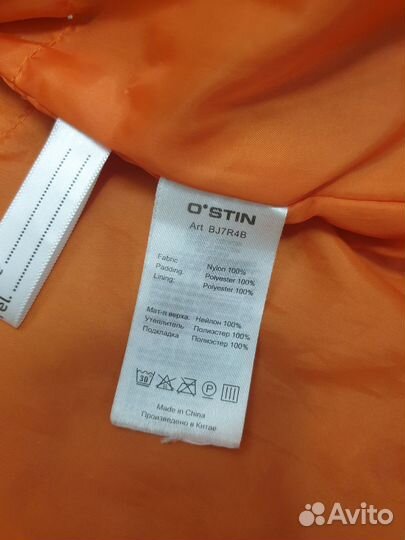 O'STIN
Art BJ7R4B
Fabric Nylon 100%
Padding: Polyester 100%
Lining: Polyester 100%
Мат-л верха: Нейлон 100%
Утеплитель Полиэстер 100%
Подкладка Полиэстер 100%
30
P
Made in China
Произведено в Китае
Avito